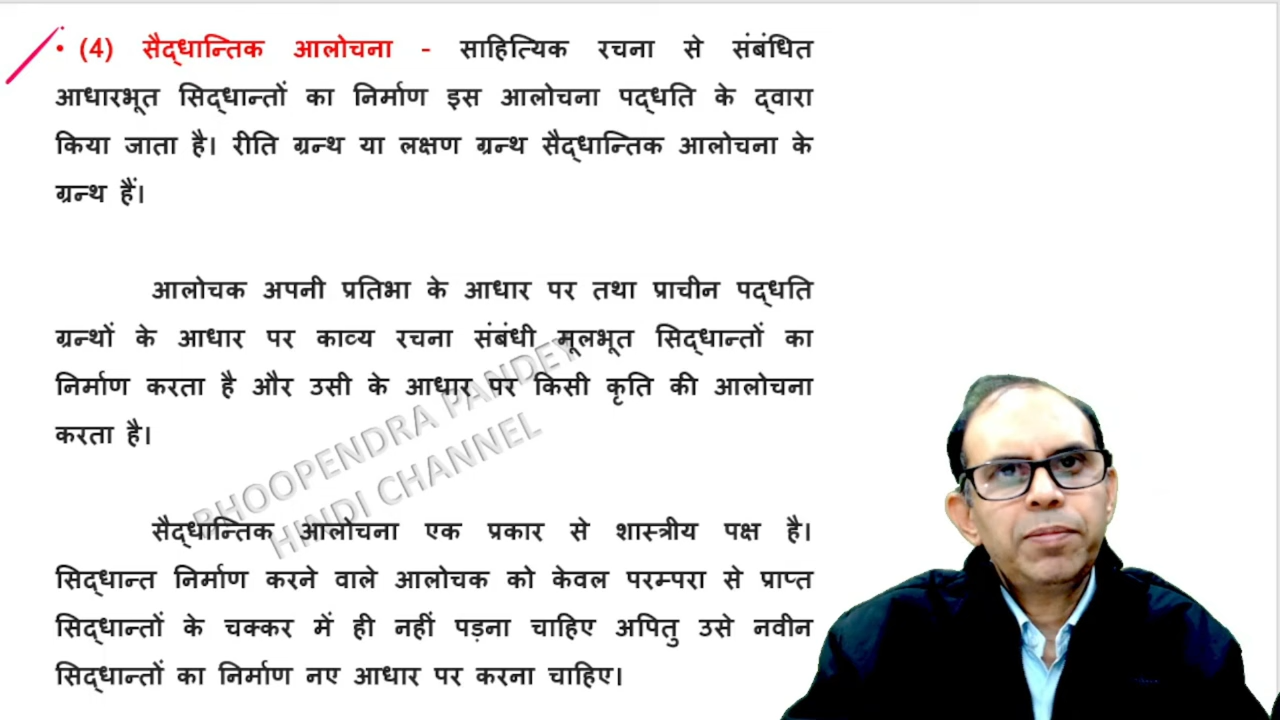 • (4) सैद्धान्तिक आलोचना - साहित्यिक रचना से संबंधित
आधारभूत सिद्धान्तों का निर्माण इस आलोचना पद्धति के द्वारा
किया जाता है। रीति ग्रन्थ या लक्षण ग्रन्थ सैद्धान्तिक आलोचना के
ग्रन्थ हैं।
आलोचक अपनी प्रतिभा के आधार पर तथा प्राचीन पद्धति
ग्रन्थों के आधार पर काव्य रचना संबंधी मूलभूत सिद्धान्तों का
निर्माण करता है और उसी के आधार पर किसी कृति की आलोचना
करता है।
BHOOPENDRA PANDEY
HINDI CHANNEL
सैद्धान्तिक आलोचना एक प्रकार से शास्त्रीय पक्ष है।
सिद्धान्त निर्माण करने वाले आलोचक को केवल परम्परा से प्राप्त
सिद्धान्तों के चक्कर में ही नहीं पड़ना चाहिए अपितु उसे नवीन
सिद्धान्तों का निर्माण नए आधार पर करना चाहिए।